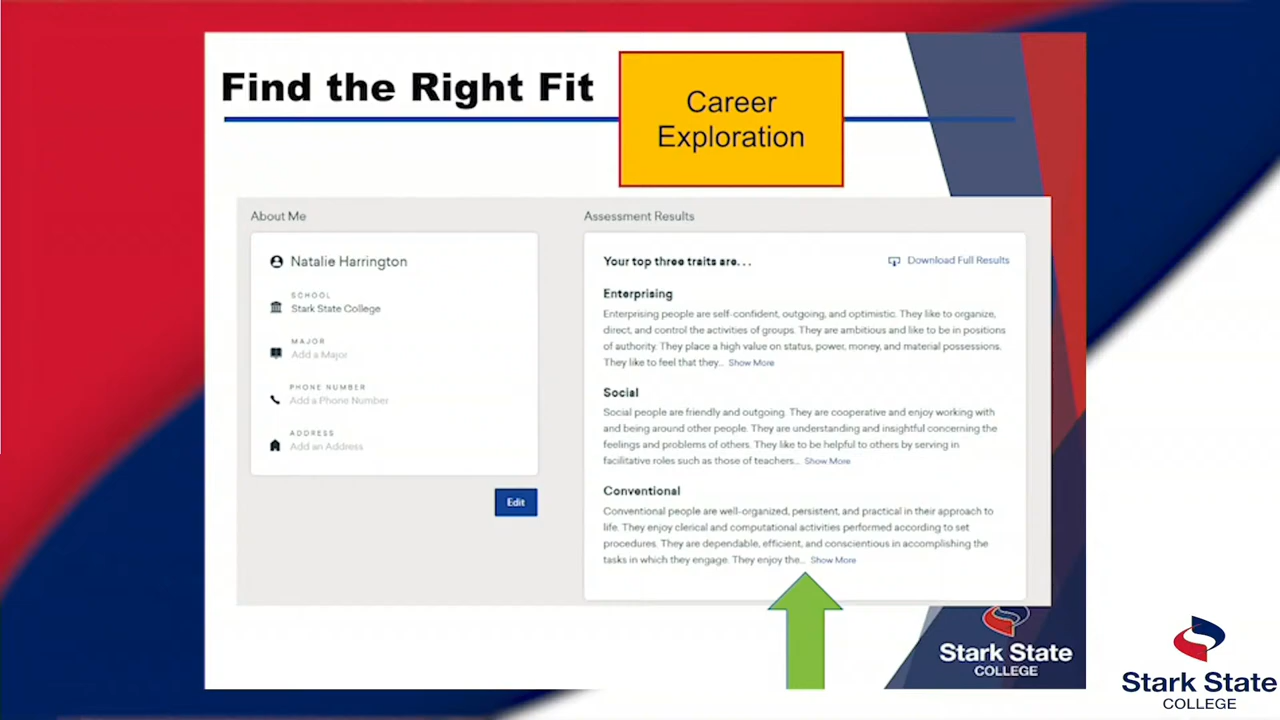 Find the Right Fit
Career
Exploration
About Me
Natalie Harrington
SCHOOL
Stark State College
MAJOR
Add a Major
PHONE NUMBER
Add a Phone Number
ADDRESS
Add an Address
Edit
Assessment Results
Your top three traits are...
Download Full Results
Enterprising
Enterprising people are self-confident, outgoing, and optimistic. They like to organize,
direct, and control the activities of groups. They are ambitious and like to be in positions
of authority. They place a high value on status, power, money, and material possessions.
They like to feel that they... Show More
Social
Social people are friendly and outgoing. They are cooperative and enjoy working with
and being around other people. They are understanding and insightful concerning the
feelings and problems of others. They like to be helpful to others by serving in
facilitative roles such as those of teachers... Show More
Conventional
Conventional people are well-organized, persistent, and practical in their approach to
life. They enjoy clerical and computational activities performed according to set
procedures. They are dependable, efficient, and conscientious in accomplishing the
tasks in which they engage. They enjoy the... Show More
Stark State
COLLEGE
Stark State
COLLEGE